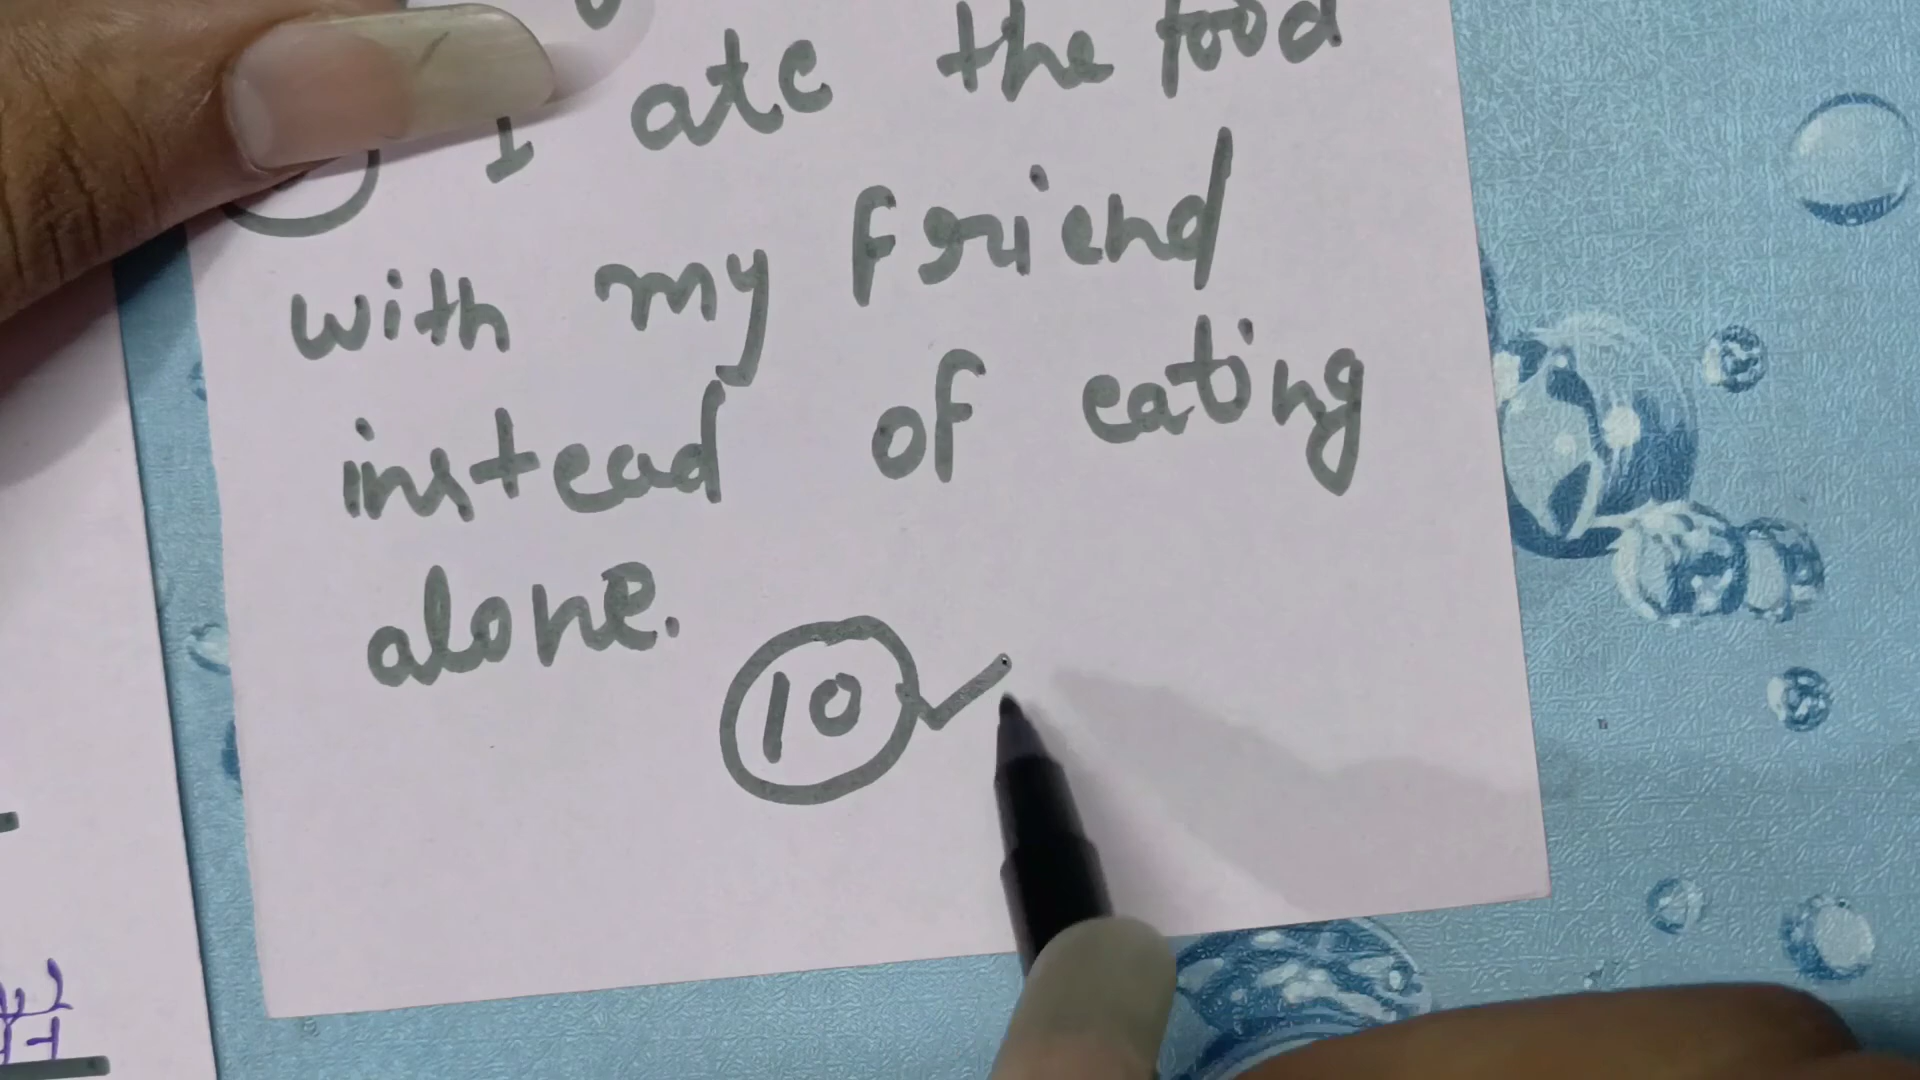 I ate the food
with my friend
instead of eating
alone.
10